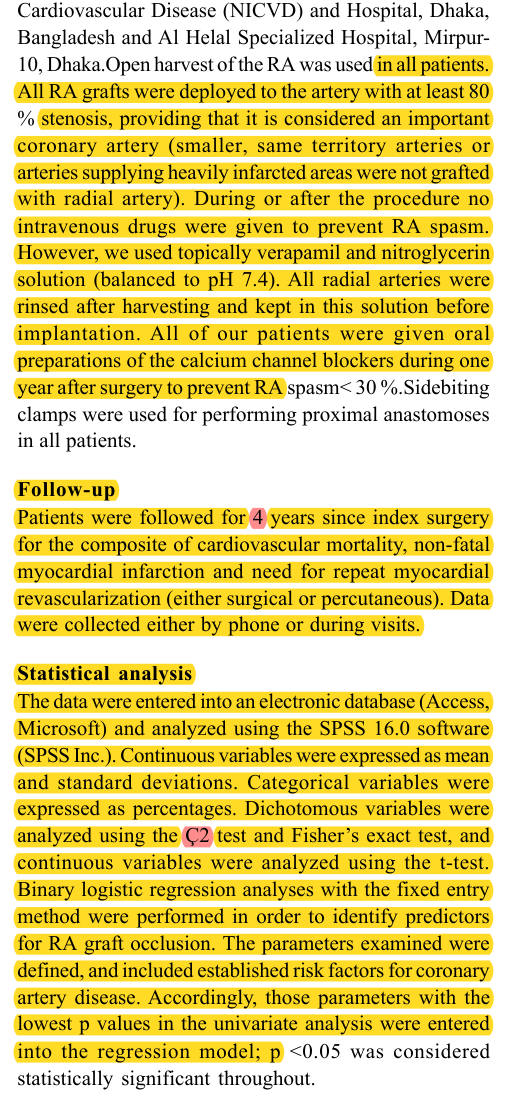 Cardiovascular Disease (NICVD) and Hospital, Dhaka,
Bangladesh and Al Helal Specialized Hospital, Mirpur-
10, Dhaka.Open harvest of the RA was used in all patients.
All RA grafts were deployed to the artery with at least 80
% stenosis, providing that it is considered an important
coronary artery (smaller, same territory arteries or
arteries supplying heavily infarcted areas were not grafted
with radial artery). During or after the procedure no
intravenous drugs were given to prevent RA spasm.
However, we used topically verapamil and nitroglycerin
solution (balanced to pH 7.4). All radial arteries were
rinsed after harvesting and kept in this solution before
implantation. All of our patients were given oral
preparations of the calcium channel blockers during one
year after surgery to prevent RA spasm< 30 %.Sidebiting
clamps were used for performing proximal anastomoses
in all patients.
Follow-up
Patients were followed for 4 years since index surgery
for the composite of cardiovascular mortality, non-fatal
myocardial infarction and need for repeat myocardial
revascularization (either surgical or percutaneous). Data
were collected either by phone or during visits.
Statistical analysis
The data were entered into an electronic database (Access,
Microsoft) and analyzed using the SPSS 16.0 software
(SPSS Inc.). Continuous variables were expressed as mean
and standard deviations. Categorical variables were
expressed as percentages. Dichotomous variables were
analyzed using the Ç2 test and Fisher’s exact test, and
continuous variables were analyzed using the t-test.
Binary logistic regression analyses with the fixed entry
method were performed in order to identify predictors
for RA graft occlusion. The parameters examined were
defined, and included established risk factors for coronary
artery disease. Accordingly, those parameters with the
lowest p values in the univariate analysis were entered
into the regression model; p <0.05 was considered
statistically significant throughout.